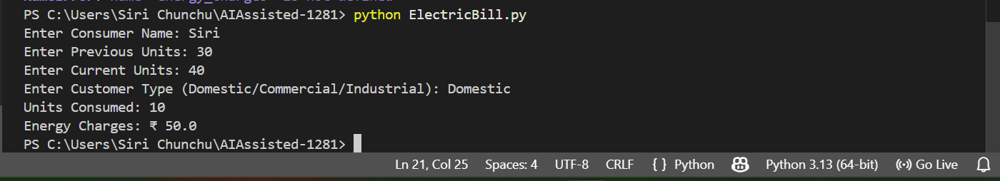 PS C:\Users\Siri Chunchu\AIAssisted-1281> python ElectricBill.py
Enter Consumer Name: Siri
Enter Previous Units: 30
Enter Current Units: 40
Enter Customer Type (Domestic/Commercial/Industrial): Domestic
Units Consumed: 10
Energy Charges: ₹ 50.0
PS C:\Users\Siri Chunchu\AIAssisted-1281>
Ln 21, Col 25 Spaces: 4 UTF-8 CRLF {} Python Python 3.13 (64-bit) Go Live